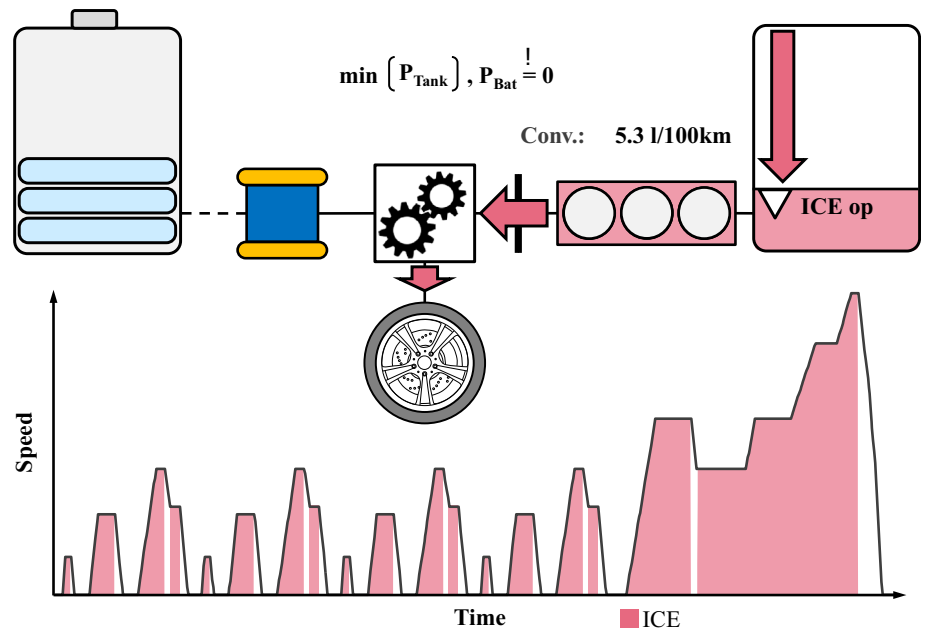 !
min (P_Tank) , P_Bat = 0
Conv.: 5.3 l/100km
ICE op
Speed
Time
ICE